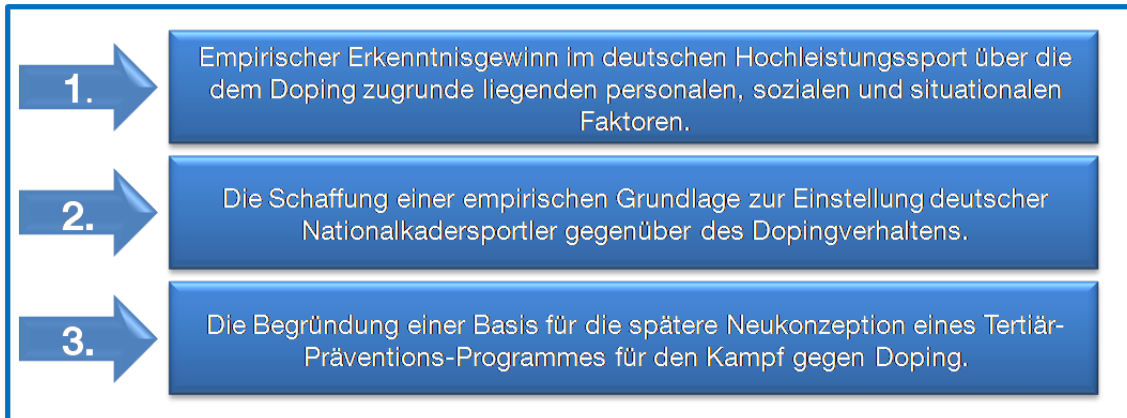 1.
Empirischer Erkenntnisgewinn im deutschen Hochleistungssport über die
dem Doping zugrunde liegenden personalen, sozialen und situationalen
Faktoren.
2.
Die Schaffung einer empirischen Grundlage zur Einstellung deutscher
Nationalkadersportler gegenüber des Dopingverhaltens.
3.
Die Begründung einer Basis für die spätere Neukonzeption eines Tertiär-
Präventions-Programmes für den Kampf gegen Doping.